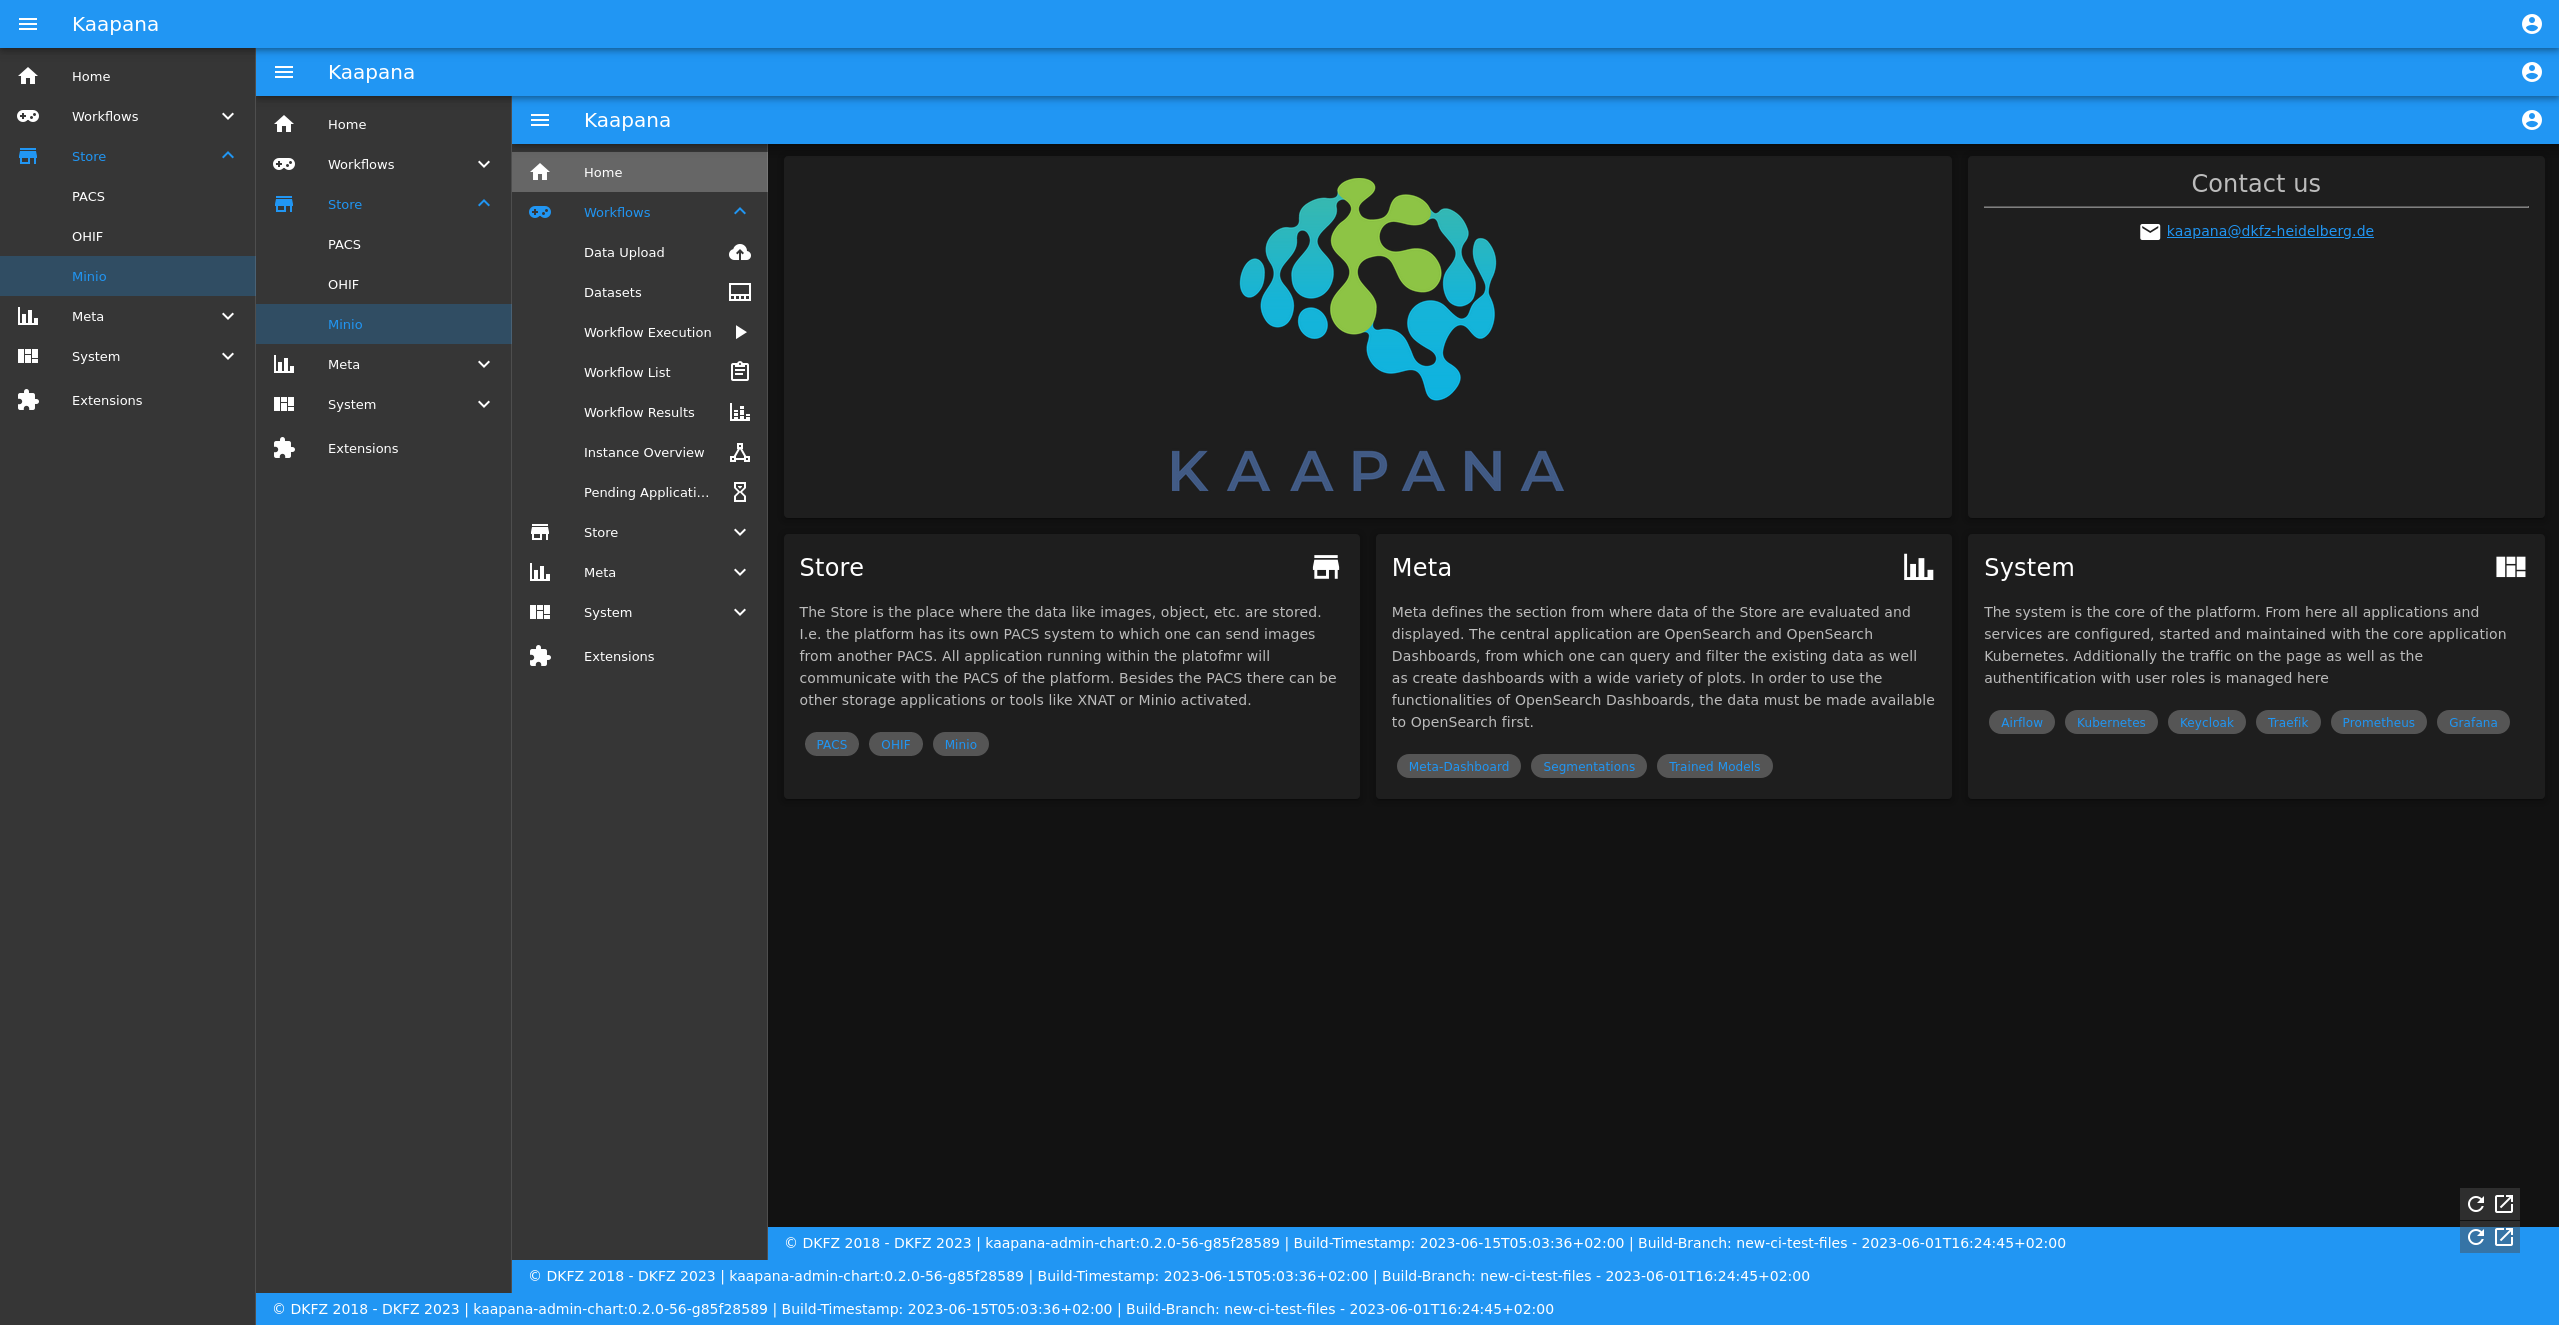 Kaapana
Home
Workflows
Store
PACS
OHIF
Minio
Meta
System
Extensions
Kaapana
Home
Workflows
Store
PACS
OHIF
Minio
Meta
System
Extensions
Kaapana
Home
Workflows
Data Upload
Datasets
Workflow Execution
Workflow List
Workflow Results
Instance Overview
Pending Applicati...
Store
Meta
System
Extensions
KAAPANA
Contact us
kaapana@dkfz-heidelberg.de
Store
The Store is the place where the data like images, object, etc. are stored.
I.e. the platform has its own PACS system to which one can send images
from another PACS. All application running within the platofmr will
communicate with the PACS of the platform. Besides the PACS there can be
other storage applications or tools like XNAT or Minio activated.
PACS OHIF Minio
Meta
Meta defines the section from where data of the Store are evaluated and
displayed. The central application are OpenSearch and OpenSearch
Dashboards, from which one can query and filter the existing data as well
as create dashboards with a wide variety of plots. In order to use the
functionalities of OpenSearch Dashboards, the data must be made available
to OpenSearch first.
Meta-Dashboard Segmentations Trained Models
System
The system is the core of the platform. From here all applications and
services are configured, started and maintained with the core application
Kubernetes. Additionally the traffic on the page as well as the
authentification with user roles is managed here
Airflow Kubernetes Keycloak Traefik Prometheus Grafana
© DKFZ 2018 - DKFZ 2023 | kaapana-admin-chart:0.2.0-56-g85f28589 | Build-Timestamp: 2023-06-15T05:03:36+02:00 | Build-Branch: new-ci-test-files - 2023-06-01T16:24:45+02:00
© DKFZ 2018 - DKFZ 2023 | kaapana-admin-chart:0.2.0-56-g85f28589 | Build-Timestamp: 2023-06-15T05:03:36+02:00 | Build-Branch: new-ci-test-files - 2023-06-01T16:24:45+02:00
© DKFZ 2018 - DKFZ 2023 | kaapana-admin-chart:0.2.0-56-g85f28589 | Build-Timestamp: 2023-06-15T05:03:36+02:00 | Build-Branch: new-ci-test-files - 2023-06-01T16:24:45+02:00